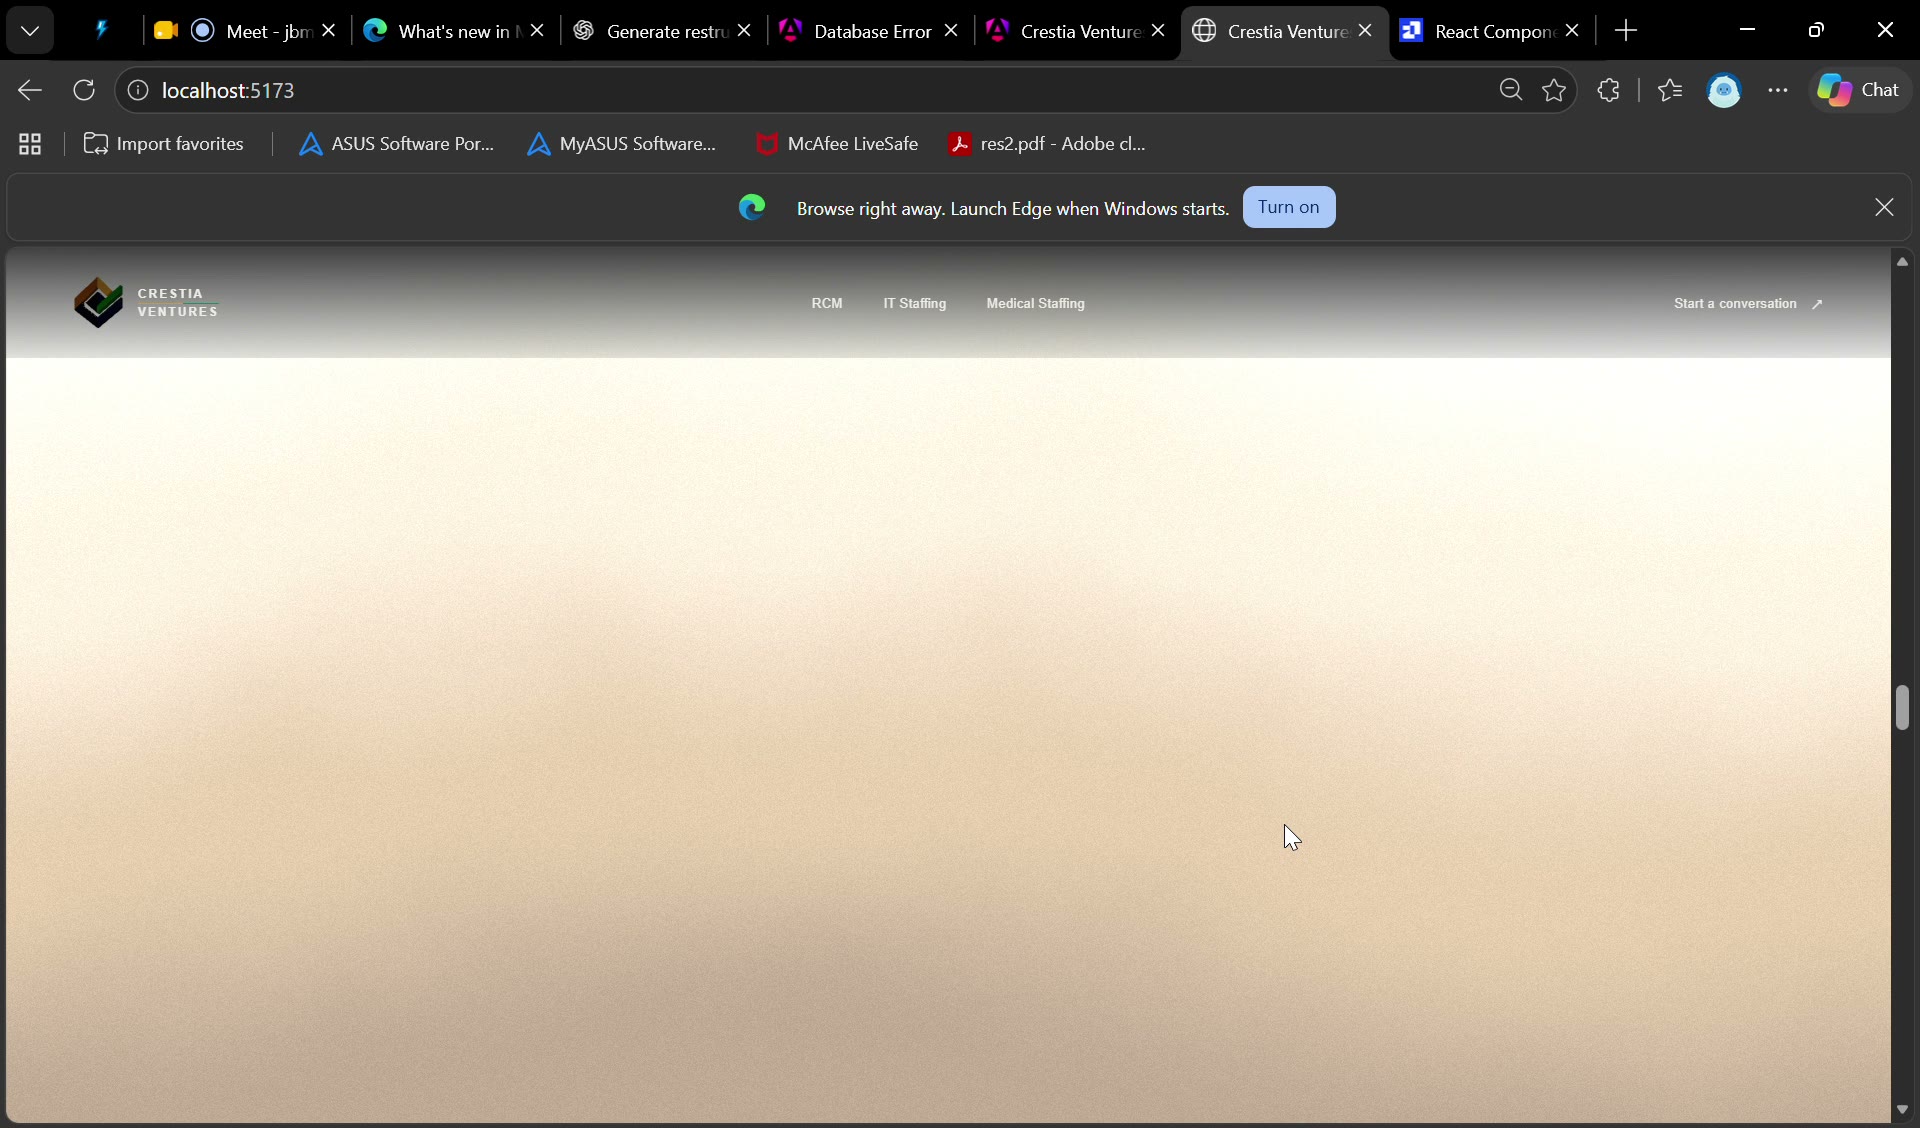 Meet - jbm
What's new in
Generate restru
Database Error
Crestia Venture
Crestia Venture
React Compon
localhost:5173
Chat
Import favorites
ASUS Software Por...
MyASUS Software...
McAfee LiveSafe
res2.pdf - Adobe cl...
Browse right away. Launch Edge when Windows starts.
Turn on
CRESTIA
VENTURES
RCM
IT Staffing
Medical Staffing
Start a conversation ↗